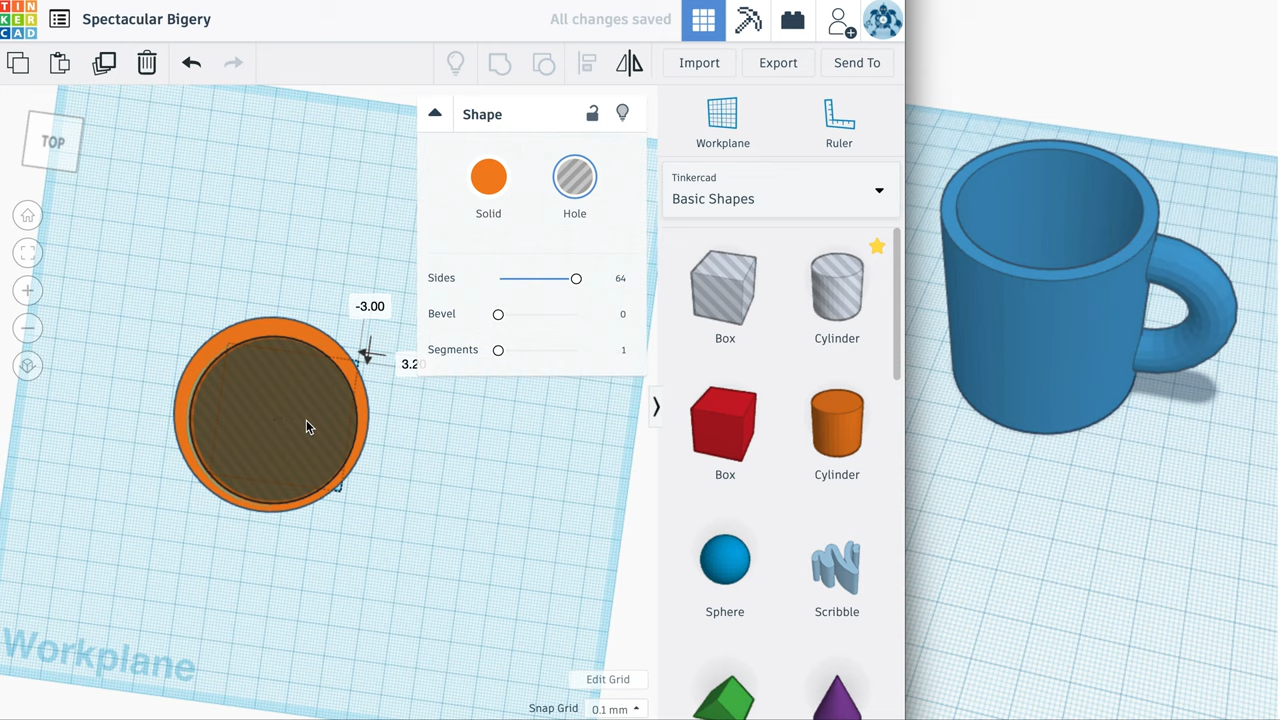 TIN
KER
CAD
Spectacular Bigery
All changes saved
Import
Export
Send To
TOP
Shape
Solid
Hole
Sides
64
Bevel
0
Segments
1
-3.00
3.20
Workplane
Workplane
Ruler
Tinkercad
Basic Shapes
Box
Cylinder
Box
Cylinder
Sphere
Scribble
Edit Grid
Snap Grid
0.1 mm